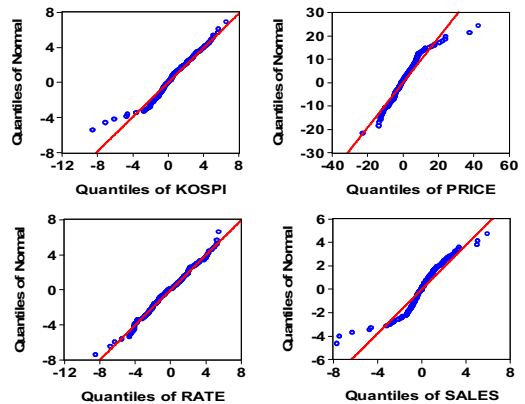 8
4
0
-4
-8
-12 -8 -4 0 4 8
Quantiles of Normal
Quantiles of KOSPI
30
20
10
0
-10
-20
-30
-40 -20 0 20 40 60
Quantiles of Normal
Quantiles of PRICE
8
4
0
-4
-8
-12 -8 -4 0 4 8
Quantiles of Normal
Quantiles of RATE
6
4
2
0
-2
-4
-6
-8 -4 0 4 8
Quantiles of Normal
Quantiles of SALES